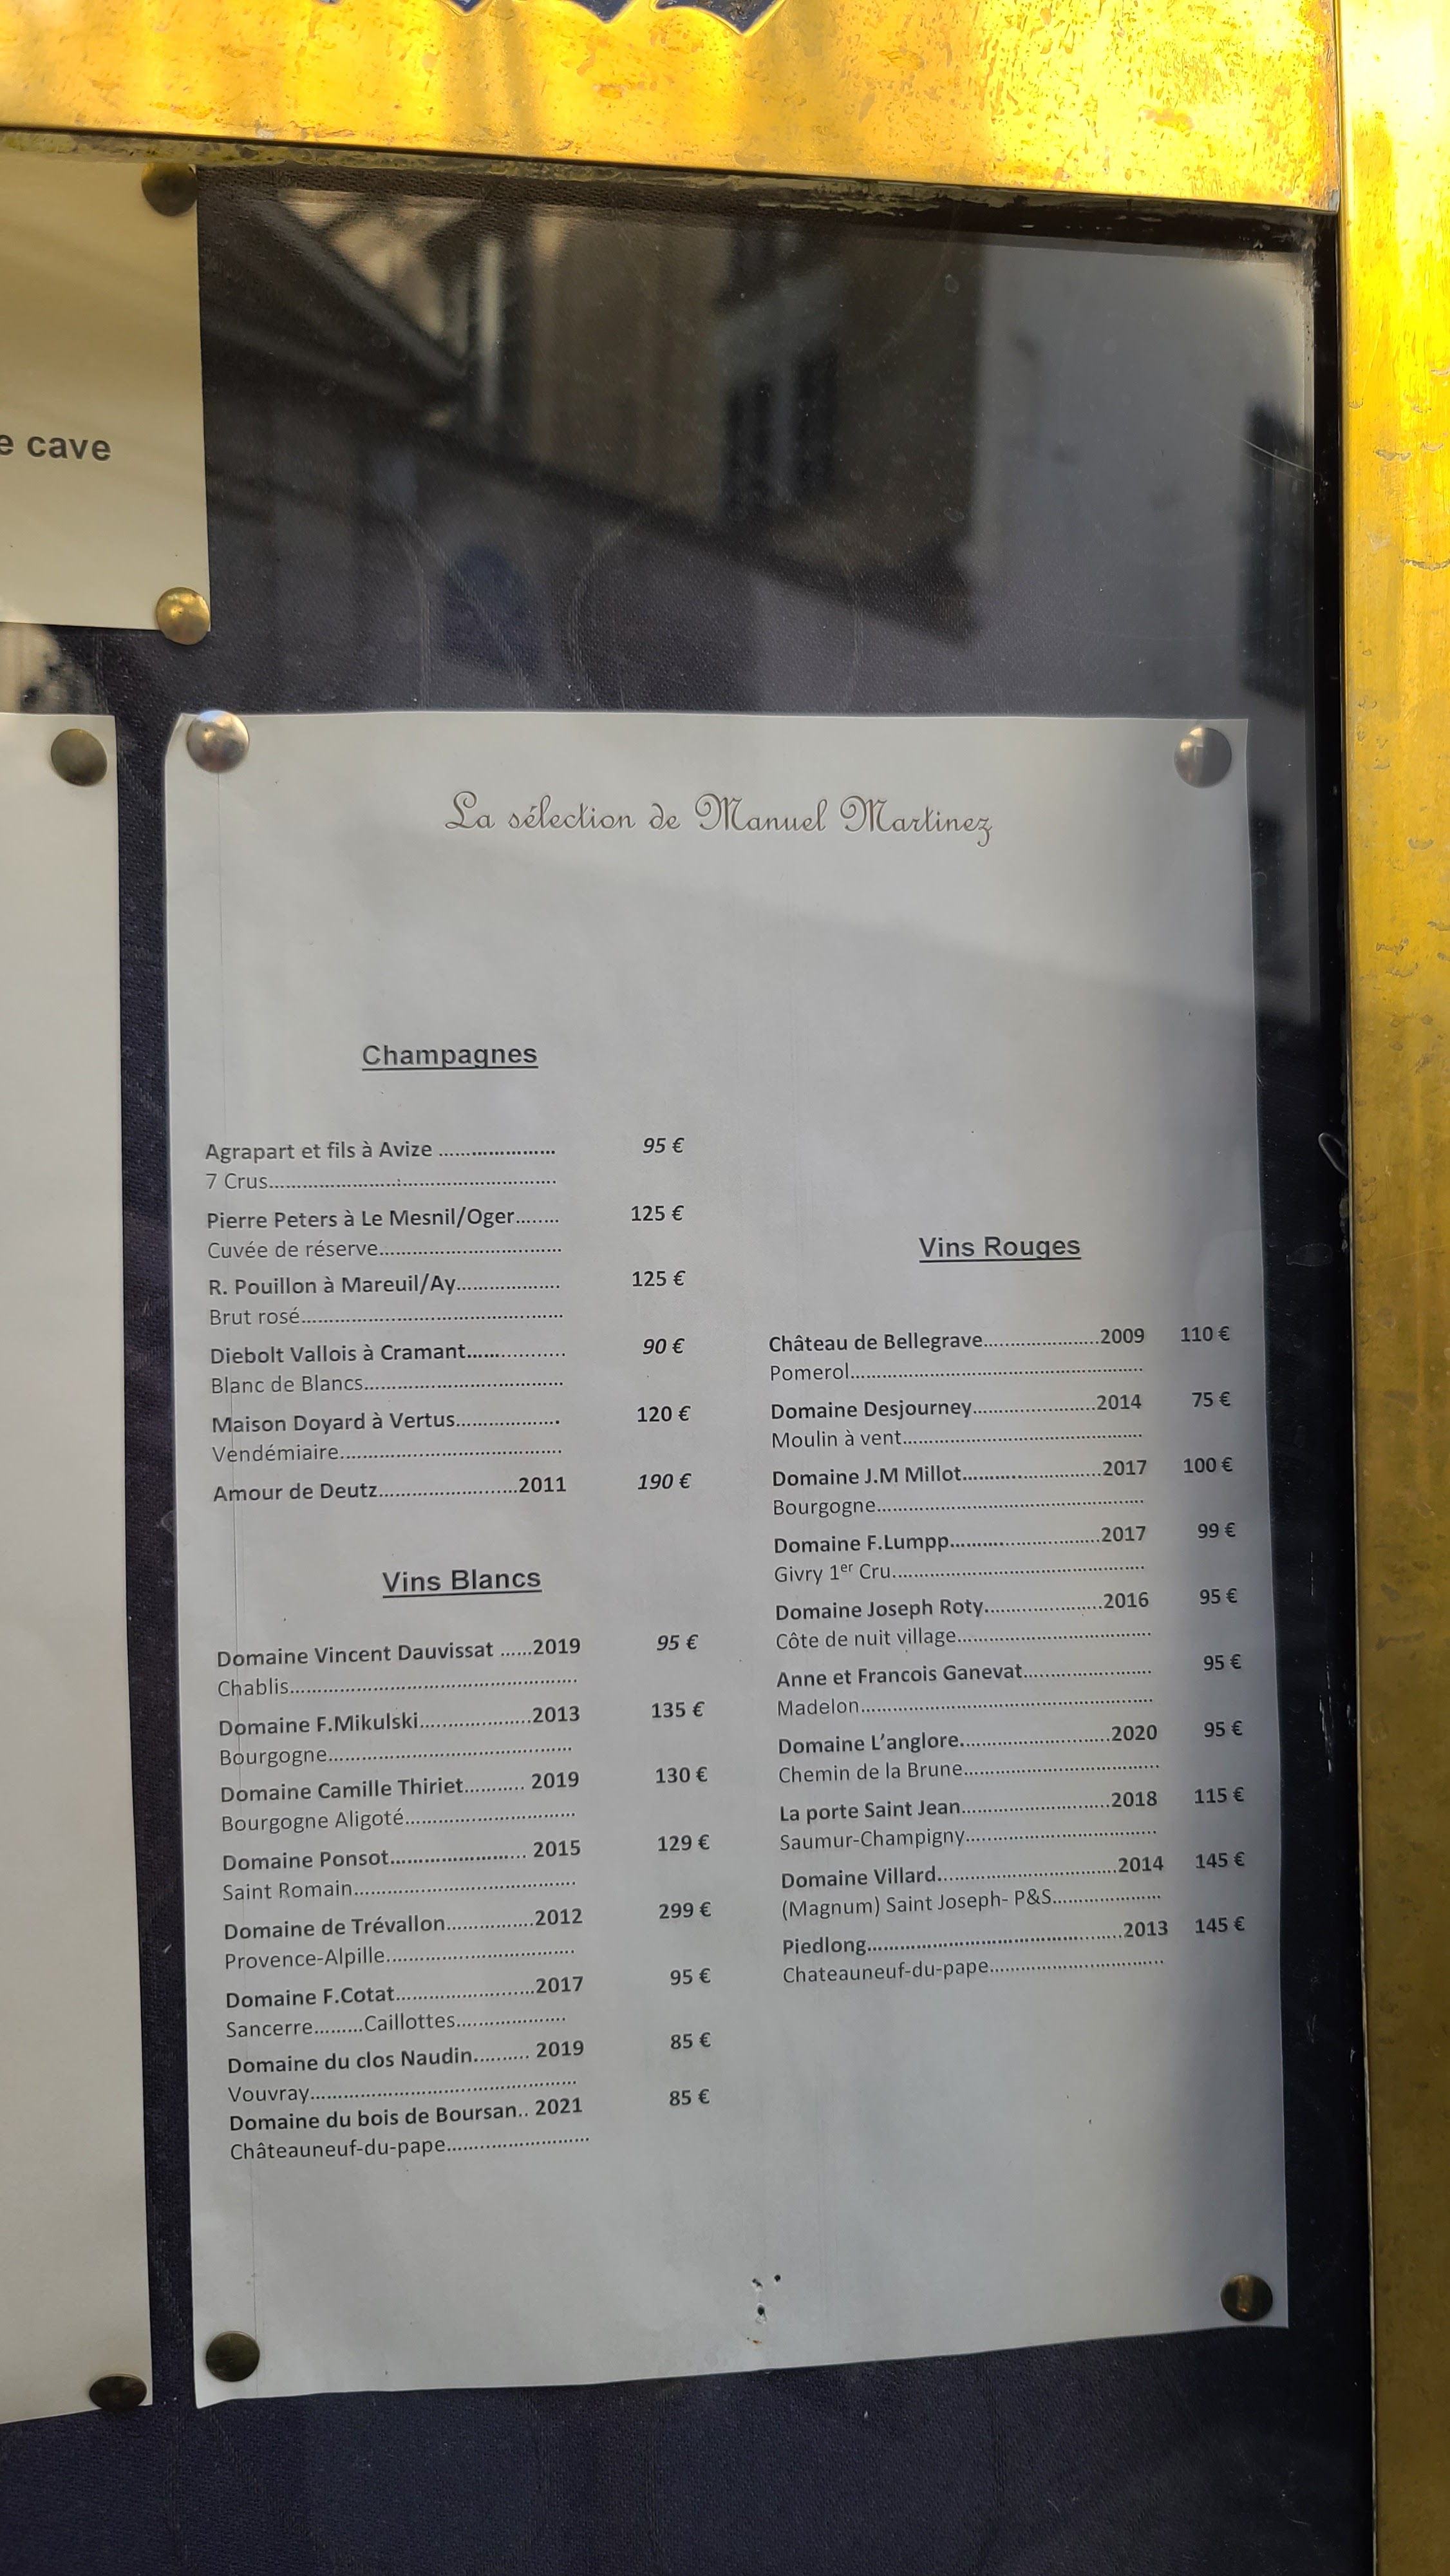 e cave
La sélection de Manuel Martinez
Champagnes
Agrapart et fils à Avize ..................... 95 €
7 Crus....................................................
Pierre Peters à Le Mesnil/Oger........ 125 €
Cuvée de réserve.................................
R. Pouillon à Mareuil/Ay................... 125 €
Brut rosé...............................................
Diebolt Vallois à Cramant.................. 90 €
Blanc de Blancs....................................
Maison Doyard à Vertus................... 120 €
Vendémiaire........................................
Amour de Deutz.........................2011 190 €
Vins Blancs
Domaine Vincent Dauvissat ......2019 95 €
Chablis....................................................
Domaine F.Mikulski....................2013 135 €
Bourgogne............................................
Domaine Camille Thiriet........... 2019 130 €
Bourgogne Aligoté...............................
Domaine Ponsot......................... 2015 129 €
Saint Romain........................................
Domaine de Trévallon................2012 299 €
Provence-Alpille..................................
Domaine F.Cotat.........................2017 95 €
Sancerre.........Caillottes....................
Domaine du clos Naudin.......... 2019 85 €
Vouvray................................................
Domaine du bois de Boursan.. 2021 85 €
Châteauneuf-du-pape..........................
Vins Rouges
Château de Bellegrave.....................2009 110 €
Pomerol.....................................................
Domaine Desjourney......................2014 75 €
Moulin à vent...........................................
Domaine J.M Millot.........................2017 100 €
Bourgogne................................................
Domaine F.Lumpp...........................2017 99 €
Givry 1er Cru..............................................
Domaine Joseph Roty.....................2016 95 €
Côte de nuit village...................................
Anne et Francois Ganevat....................... 95 €
Madelon.....................................................
Domaine L’anglore...........................2020 95 €
Chemin de la Brune...................................
La porte Saint Jean...........................2018 115 €
Saumur-Champigny...................................
Domaine Villard................................2014 145 €
(Magnum) Saint Joseph- P&S....................
Piedlong..............................................2013 145 €
Chateauneuf-du-pape................................